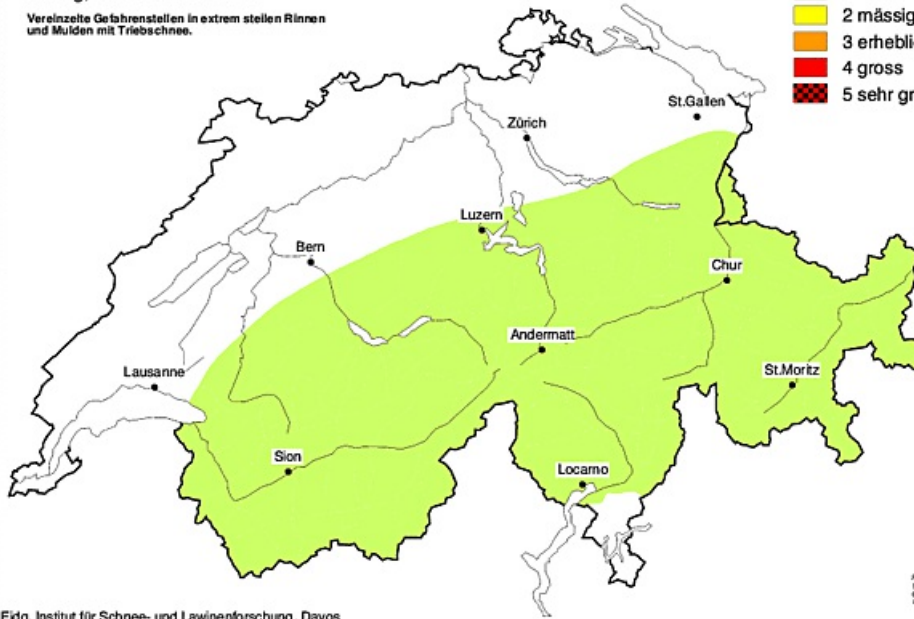 Vereinzelte Gefahrenstellen in extrem steilen Rinnen
und Mulden mit Triebschnee.
2 mässig
3 erhebli
4 gross
5 sehr gr
St.Gallen
Zürich
Luzern
Bern
Chur
Andermatt
Lausanne
St.Moritz
Sion
Locarno
Eidg. Institut für Schnee- und Lawinenforschung, Davos